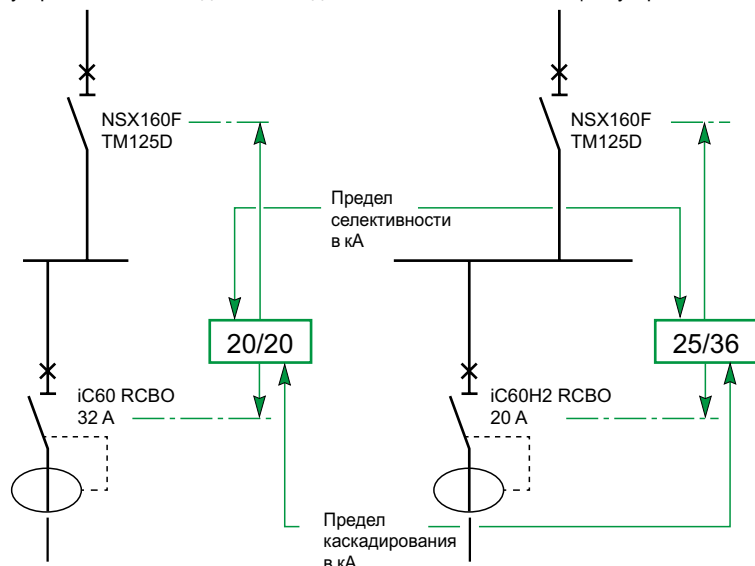 NSX160F
TM125D
NSX160F
TM125D
Предел
селективности
в кА
20/20
25/36
iC60 RCBO
32 A
iC60H2 RCBO
20 A
Предел
каскадирования
в кА